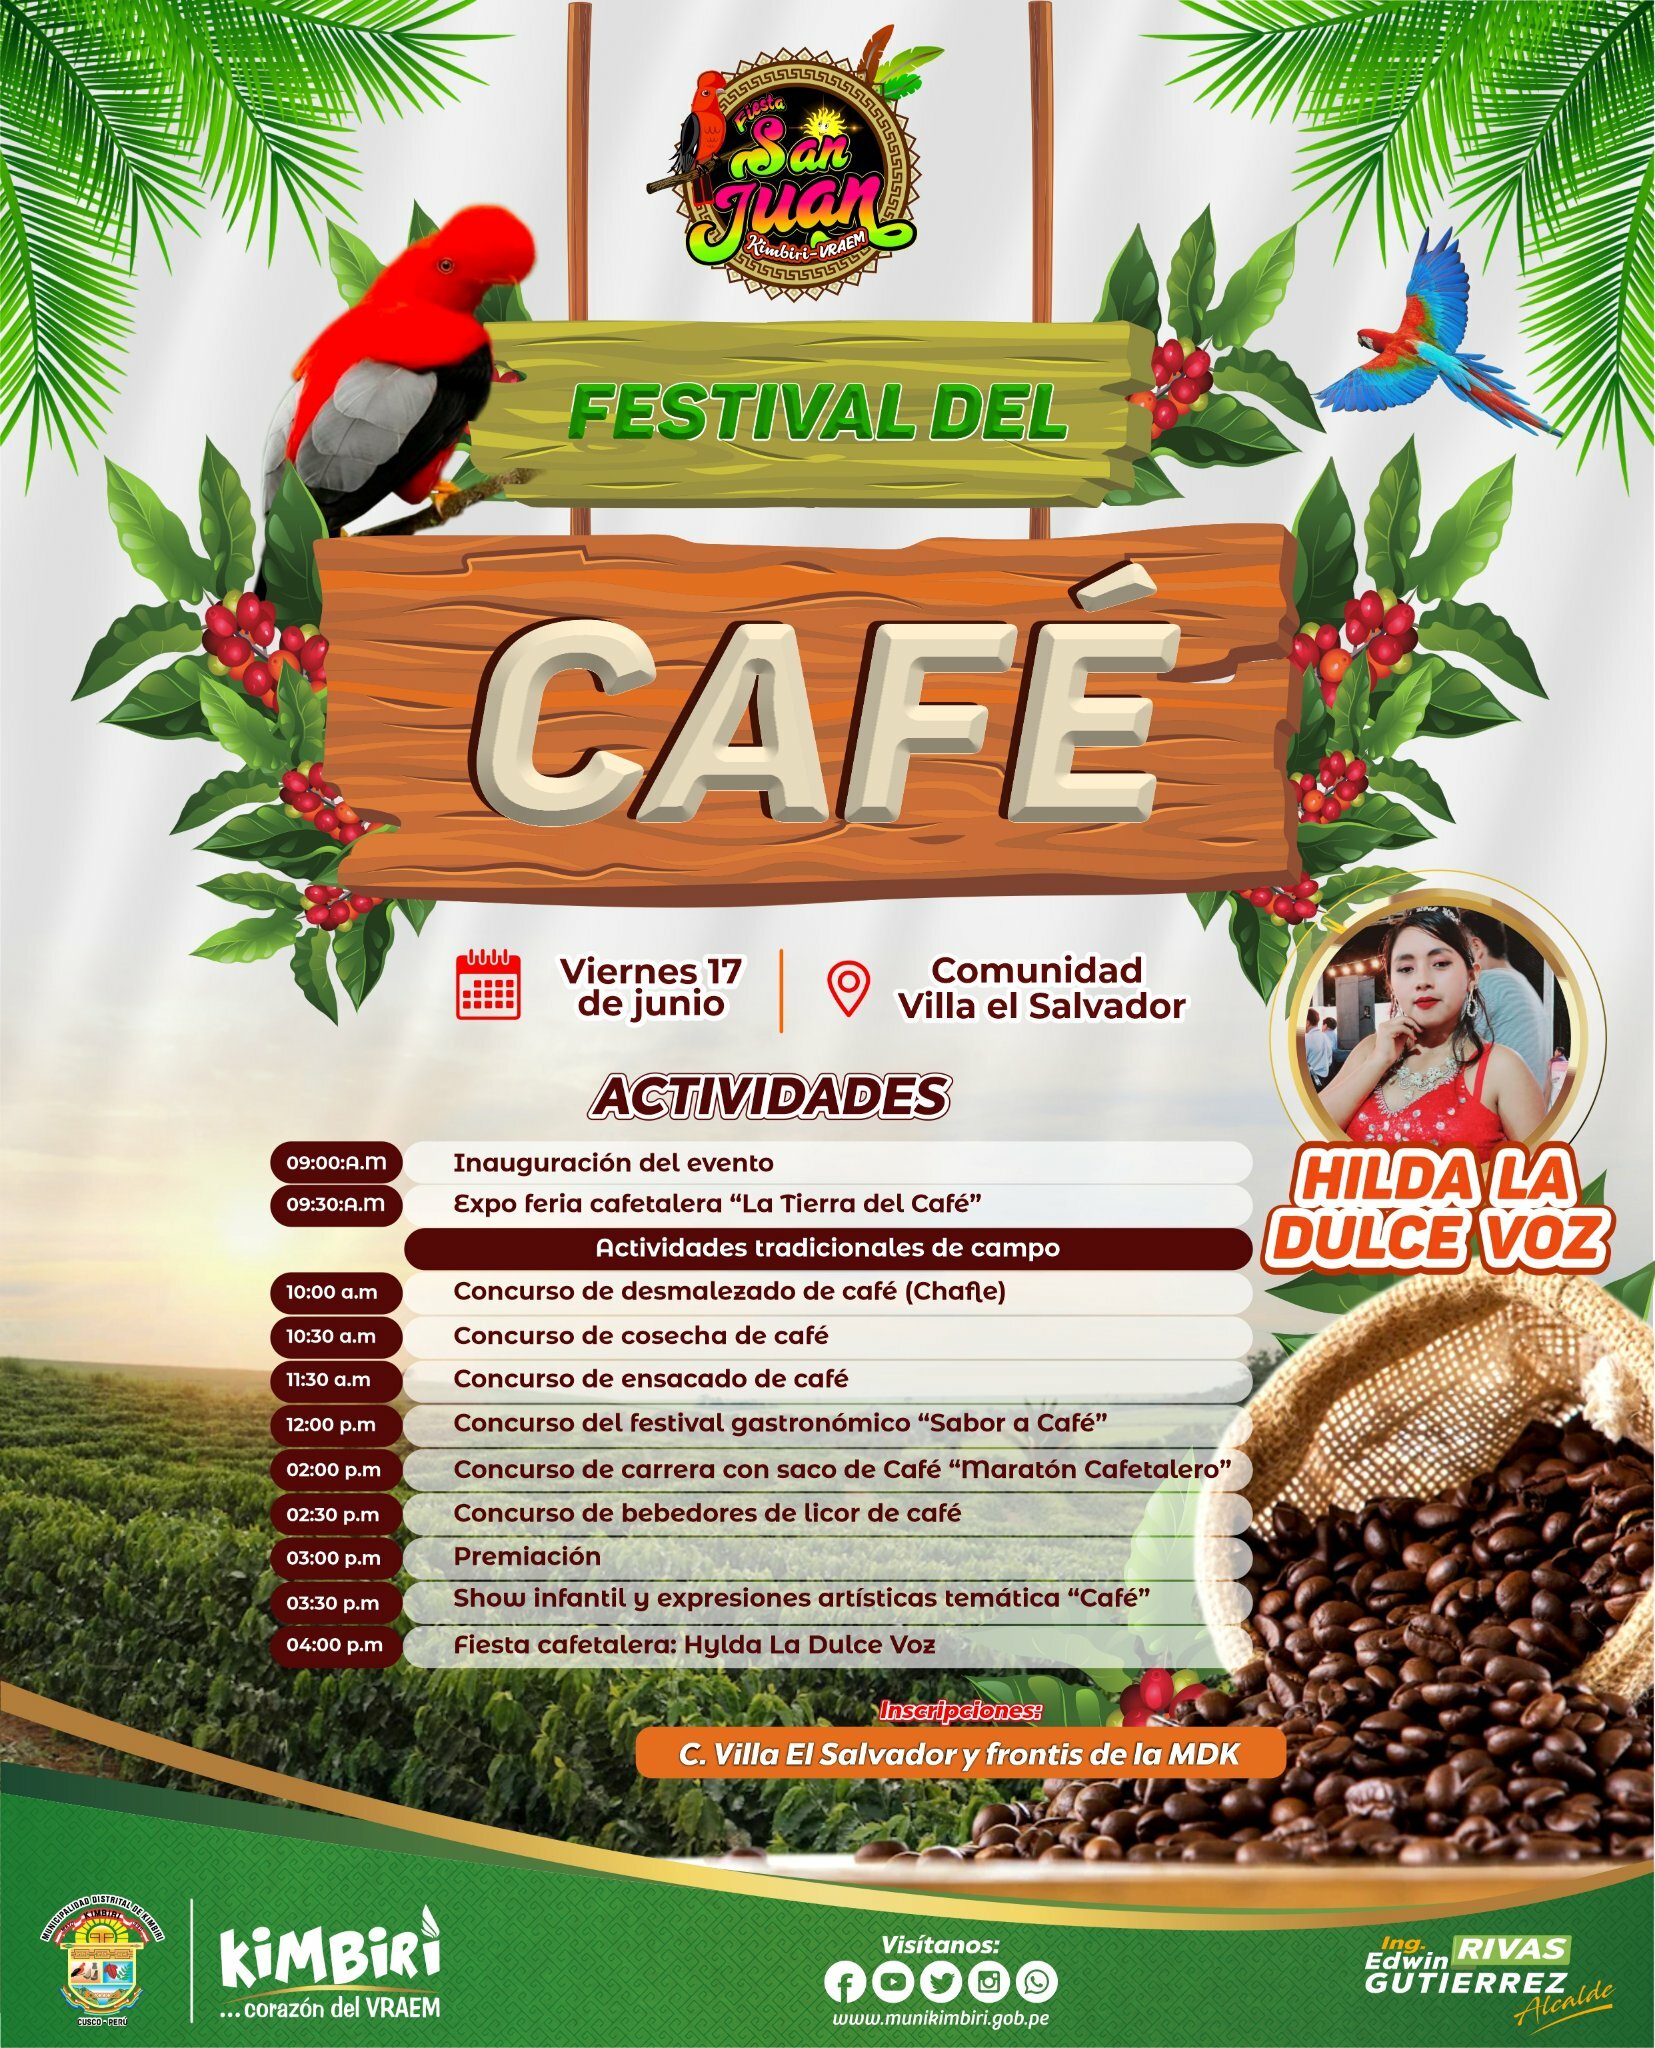 Fiesta
San
Juan
Kimbiri-VRAEM
FESTIVAL DEL
CAFÉ
Viernes 17
de junio
Comunidad
Villa el Salvador
ACTIVIDADES
HILDA LA
DULCE VOZ
09:00:A.M Inauguración del evento
09:30:A.M Expo feria cafetalera “La Tierra del Café”
Actividades tradicionales de campo
10:00 a.m Concurso de desmalezado de café (Chafle)
10:30 a.m Concurso de cosecha de café
11:30 a.m Concurso de ensacado de café
12:00 p.m Concurso del festival gastronómico “Sabor a Café”
02:00 p.m Concurso de carrera con saco de Café “Maratón Cafetalero”
02:30 p.m Concurso de bebedores de licor de café
03:00 p.m Premiación
03:30 p.m Show infantil y expresiones artísticas temática “Café”
04:00 p.m Fiesta cafetalera: Hylda La Dulce Voz
Inscripciones:
C. Villa El Salvador y frontis de la MDK
MUNICIPALIDAD DISTRITAL DE KIMBIRI
KIMBIRI
CUSCO - PERÚ
KiMBiRi
...corazón del VRAEM
Visítanos:
www.munikimbiri.gob.pe
Ing.
Edwin RIVAS
GUTIERREZ
Alcalde